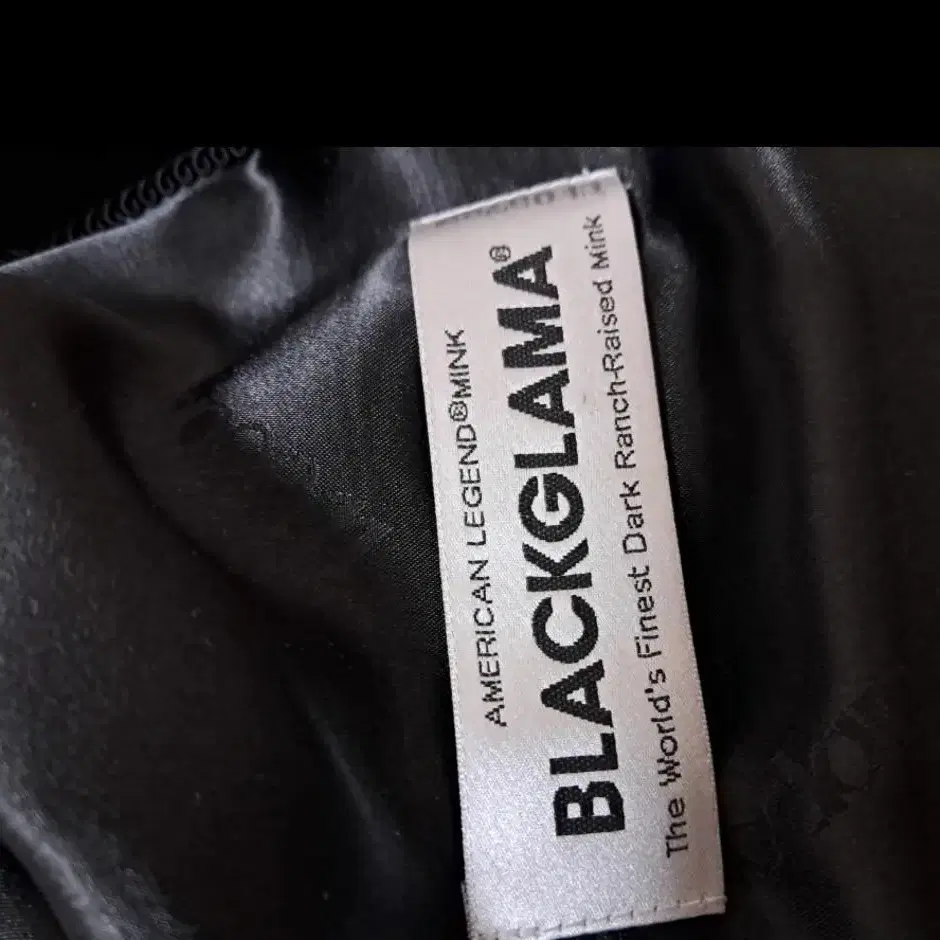 AMERICAN LEGEND®MINK
BLACKGLAMA®
The World's Finest Dark Ranch-Raised Mink